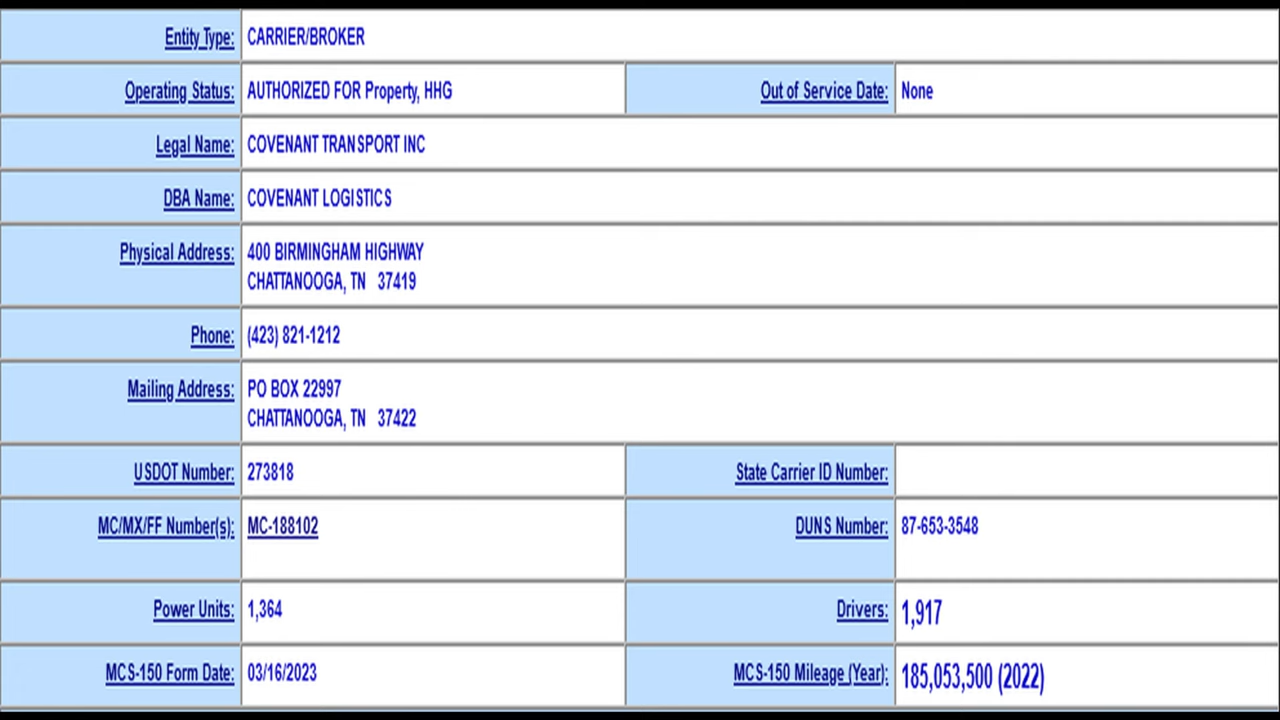 Entity Type: CARRIER/BROKER
Operating Status: AUTHORIZED FOR Property, HHG Out of Service Date: None
Legal Name: COVENANT TRANSPORT INC
DBA Name: COVENANT LOGISTICS
Physical Address: 400 BIRMINGHAM HIGHWAY
CHATTANOOGA, TN 37419
Phone: (423) 821-1212
Mailing Address: PO BOX 22997
CHATTANOOGA, TN 37422
USDOT Number: 273818 State Carrier ID Number:
MC/MX/FF Number(s): MC-188102 DUNS Number: 87-653-3548
Power Units: 1,364 Drivers: 1,917
MCS-150 Form Date: 03/16/2023 MCS-150 Mileage (Year): 185,053,500 (2022)